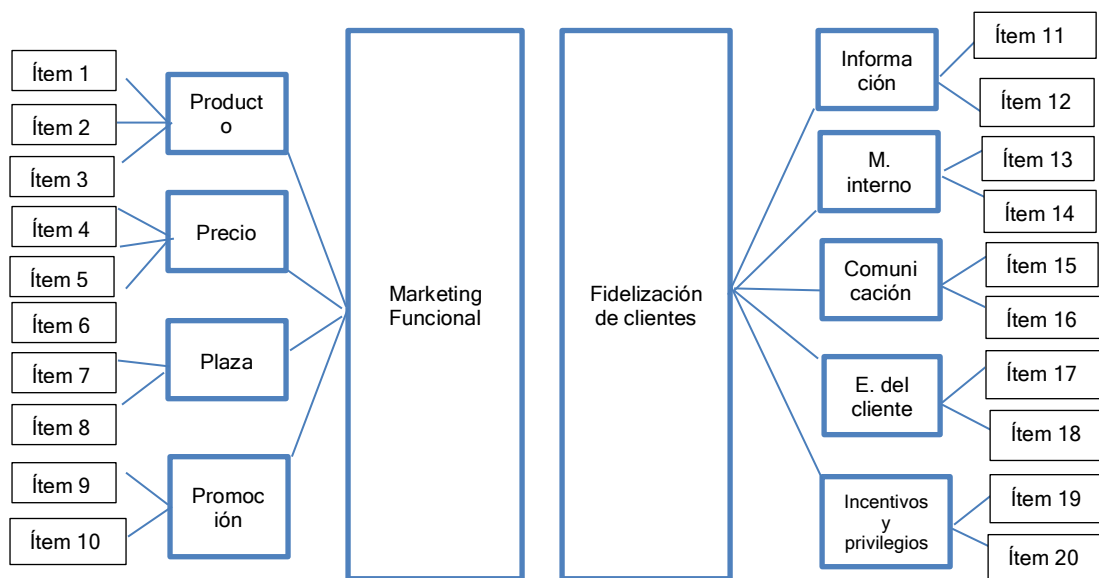 Ítem 1
Ítem 2
Ítem 3
Ítem 4
Ítem 5
Ítem 6
Ítem 7
Ítem 8
Ítem 9
Ítem 10
Product
o
Precio
Plaza
Promoc
ión
Marketing
Funcional
Fidelización
de clientes
Informa
ción
M.
interno
Comuni
cación
E. del
cliente
Incentivos
y
privilegios
Ítem 11
Ítem 12
Ítem 13
Ítem 14
Ítem 15
Ítem 16
Ítem 17
Ítem 18
Ítem 19
Ítem 20